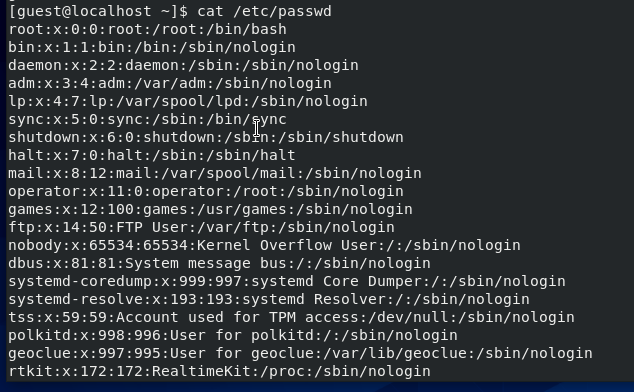 [guest@localhost ~]$ cat /etc/passwd
root:x:0:0:root:/root:/bin/bash
bin:x:1:1:bin:/bin:/sbin/nologin
daemon:x:2:2:daemon:/sbin:/sbin/nologin
adm:x:3:4:adm:/var/adm:/sbin/nologin
lp:x:4:7:lp:/var/spool/lpd:/sbin/nologin
sync:x:5:0:sync:/sbin:/bin/sync
shutdown:x:6:0:shutdown:/sbin:/sbin/shutdown
halt:x:7:0:halt:/sbin:/sbin/halt
mail:x:8:12:mail:/var/spool/mail:/sbin/nologin
operator:x:11:0:operator:/root:/sbin/nologin
games:x:12:100:games:/usr/games:/sbin/nologin
ftp:x:14:50:FTP User:/var/ftp:/sbin/nologin
nobody:x:65534:65534:Kernel Overflow User:/:/sbin/nologin
dbus:x:81:81:System message bus:/:/sbin/nologin
systemd-coredump:x:999:997:systemd Core Dumper:/:/sbin/nologin
systemd-resolve:x:193:193:systemd Resolver:/:/sbin/nologin
tss:x:59:59:Account used for TPM access:/dev/null:/sbin/nologin
polkitd:x:998:996:User for polkitd:/:/sbin/nologin
geoclue:x:997:995:User for geoclue:/var/lib/geoclue:/sbin/nologin
rtkit:x:172:172:RealtimeKit:/proc:/sbin/nologin